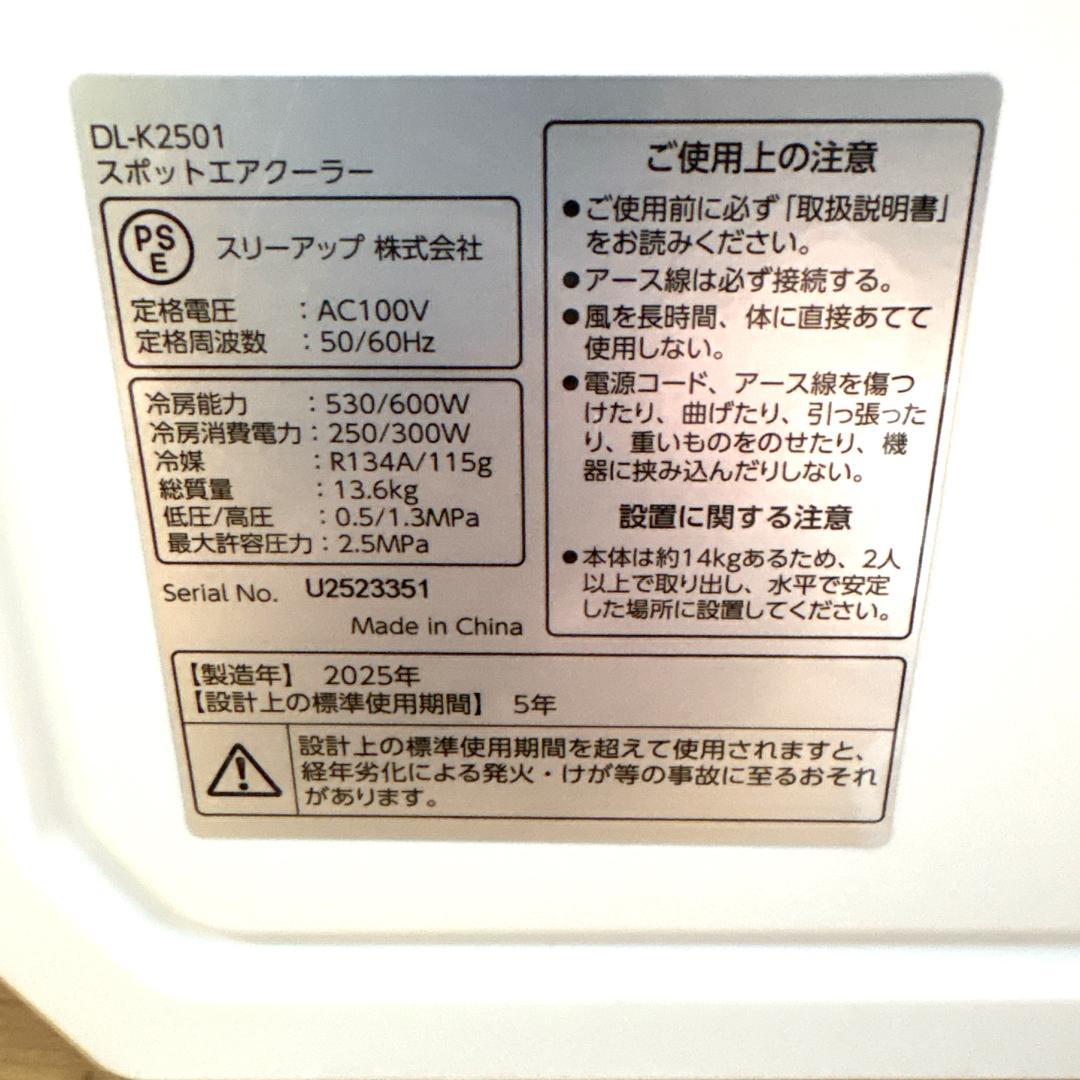 DL-K2501
スポットエアクーラー
PSE
スリーアップ 株式会社
定格電圧 : AC100V
定格周波数 : 50/60Hz
冷房能力 : 530/600W
冷房消費電力 : 250/300W
冷媒 : R134A/115g
総質量 : 13.6kg
低圧/高圧 : 0.5/1.3MPa
最大許容圧力 : 2.5MPa
Serial No. U2523351
Made in China
ご使用上の注意
●ご使用前に必ず「取扱説明書」
をお読みください。
●アース線は必ず接続する。
●風を長時間、体に直接あてて
使用しない。
●電源コード、アース線を傷つ
けたり、曲げたり、引っ張った
り、重いものをのせたり、機
器に挟み込んだりしない。
設置に関する注意
●本体は約14kgあるため、2人
以上で取り出し、水平で安定
した場所に設置してください。
【製造年】 2025年
【設計上の標準使用期間】 5年
設計上の標準使用期間を超えて使用されますと、
経年劣化による発火・けが等の事故に至るおそれ
があります。